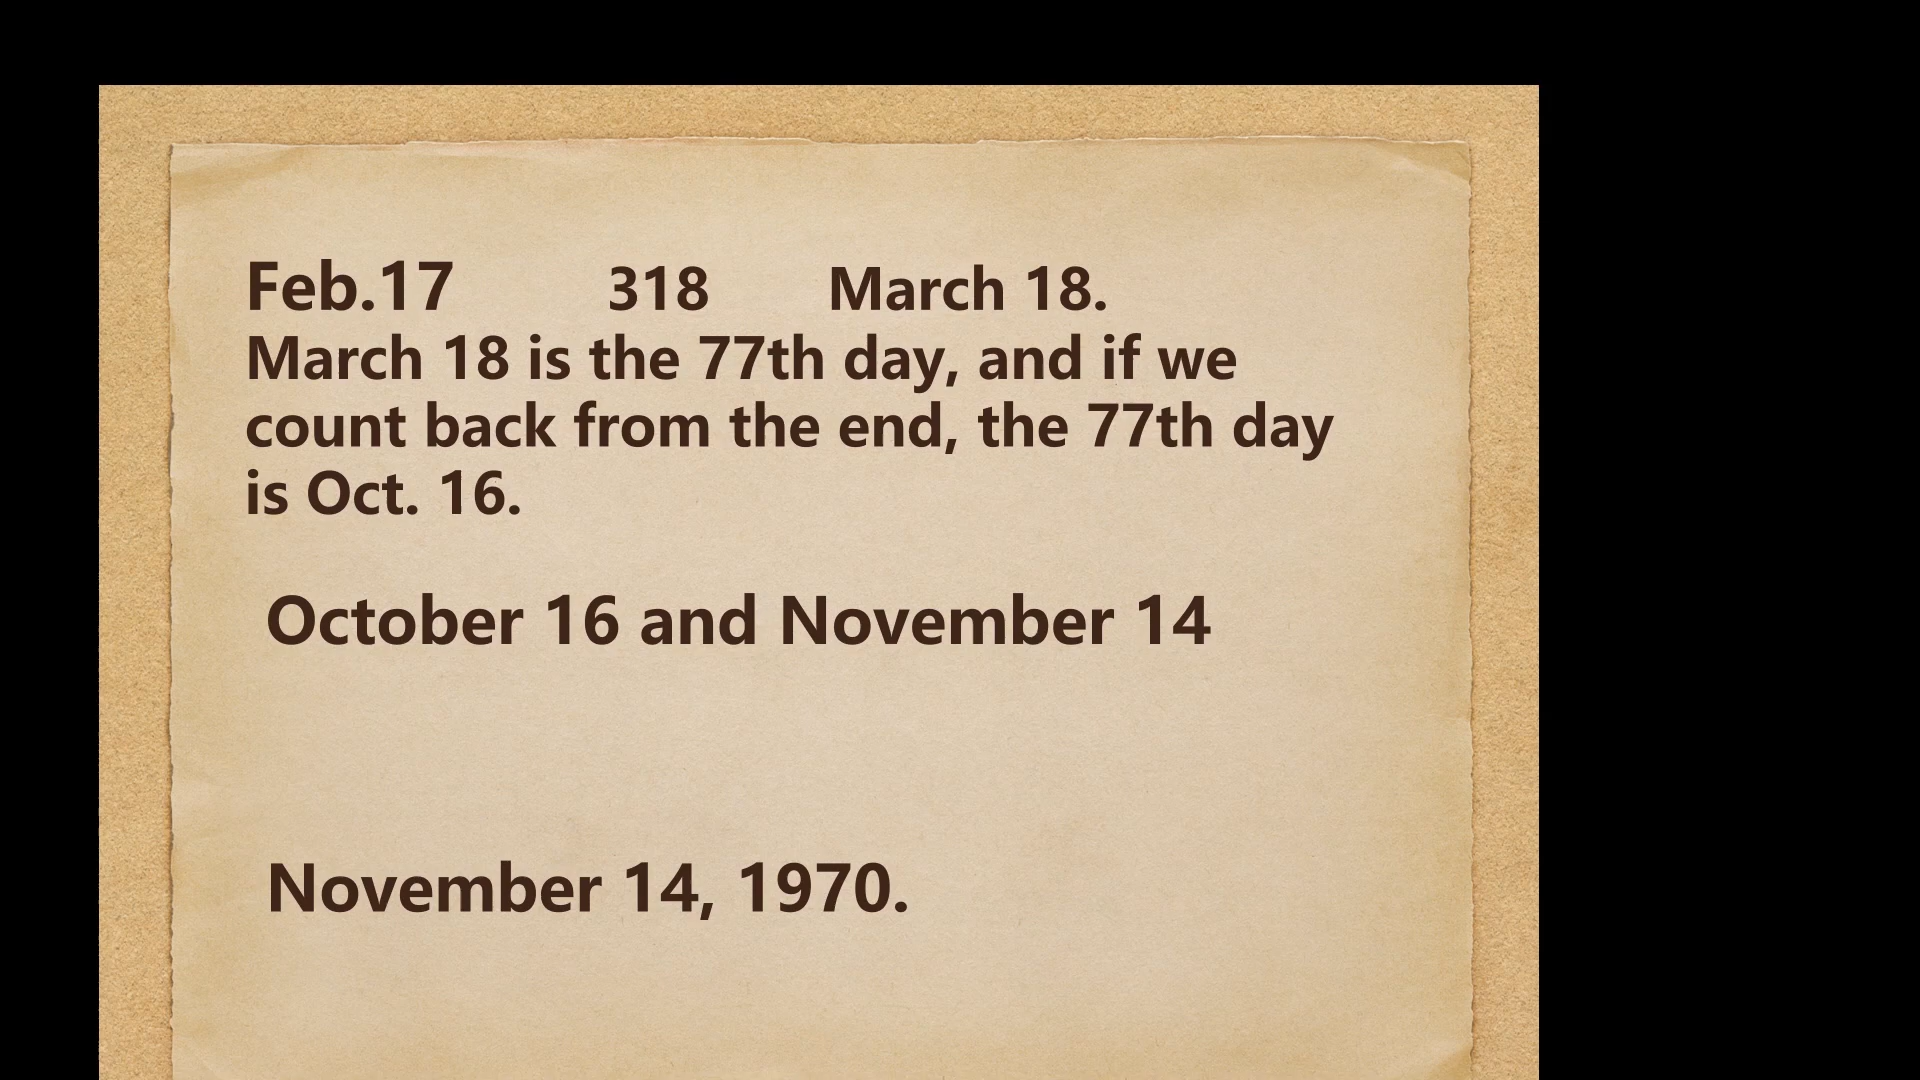 Feb.17 318 March 18.
March 18 is the 77th day, and if we
count back from the end, the 77th day
is Oct. 16.
October 16 and November 14
November 14, 1970.